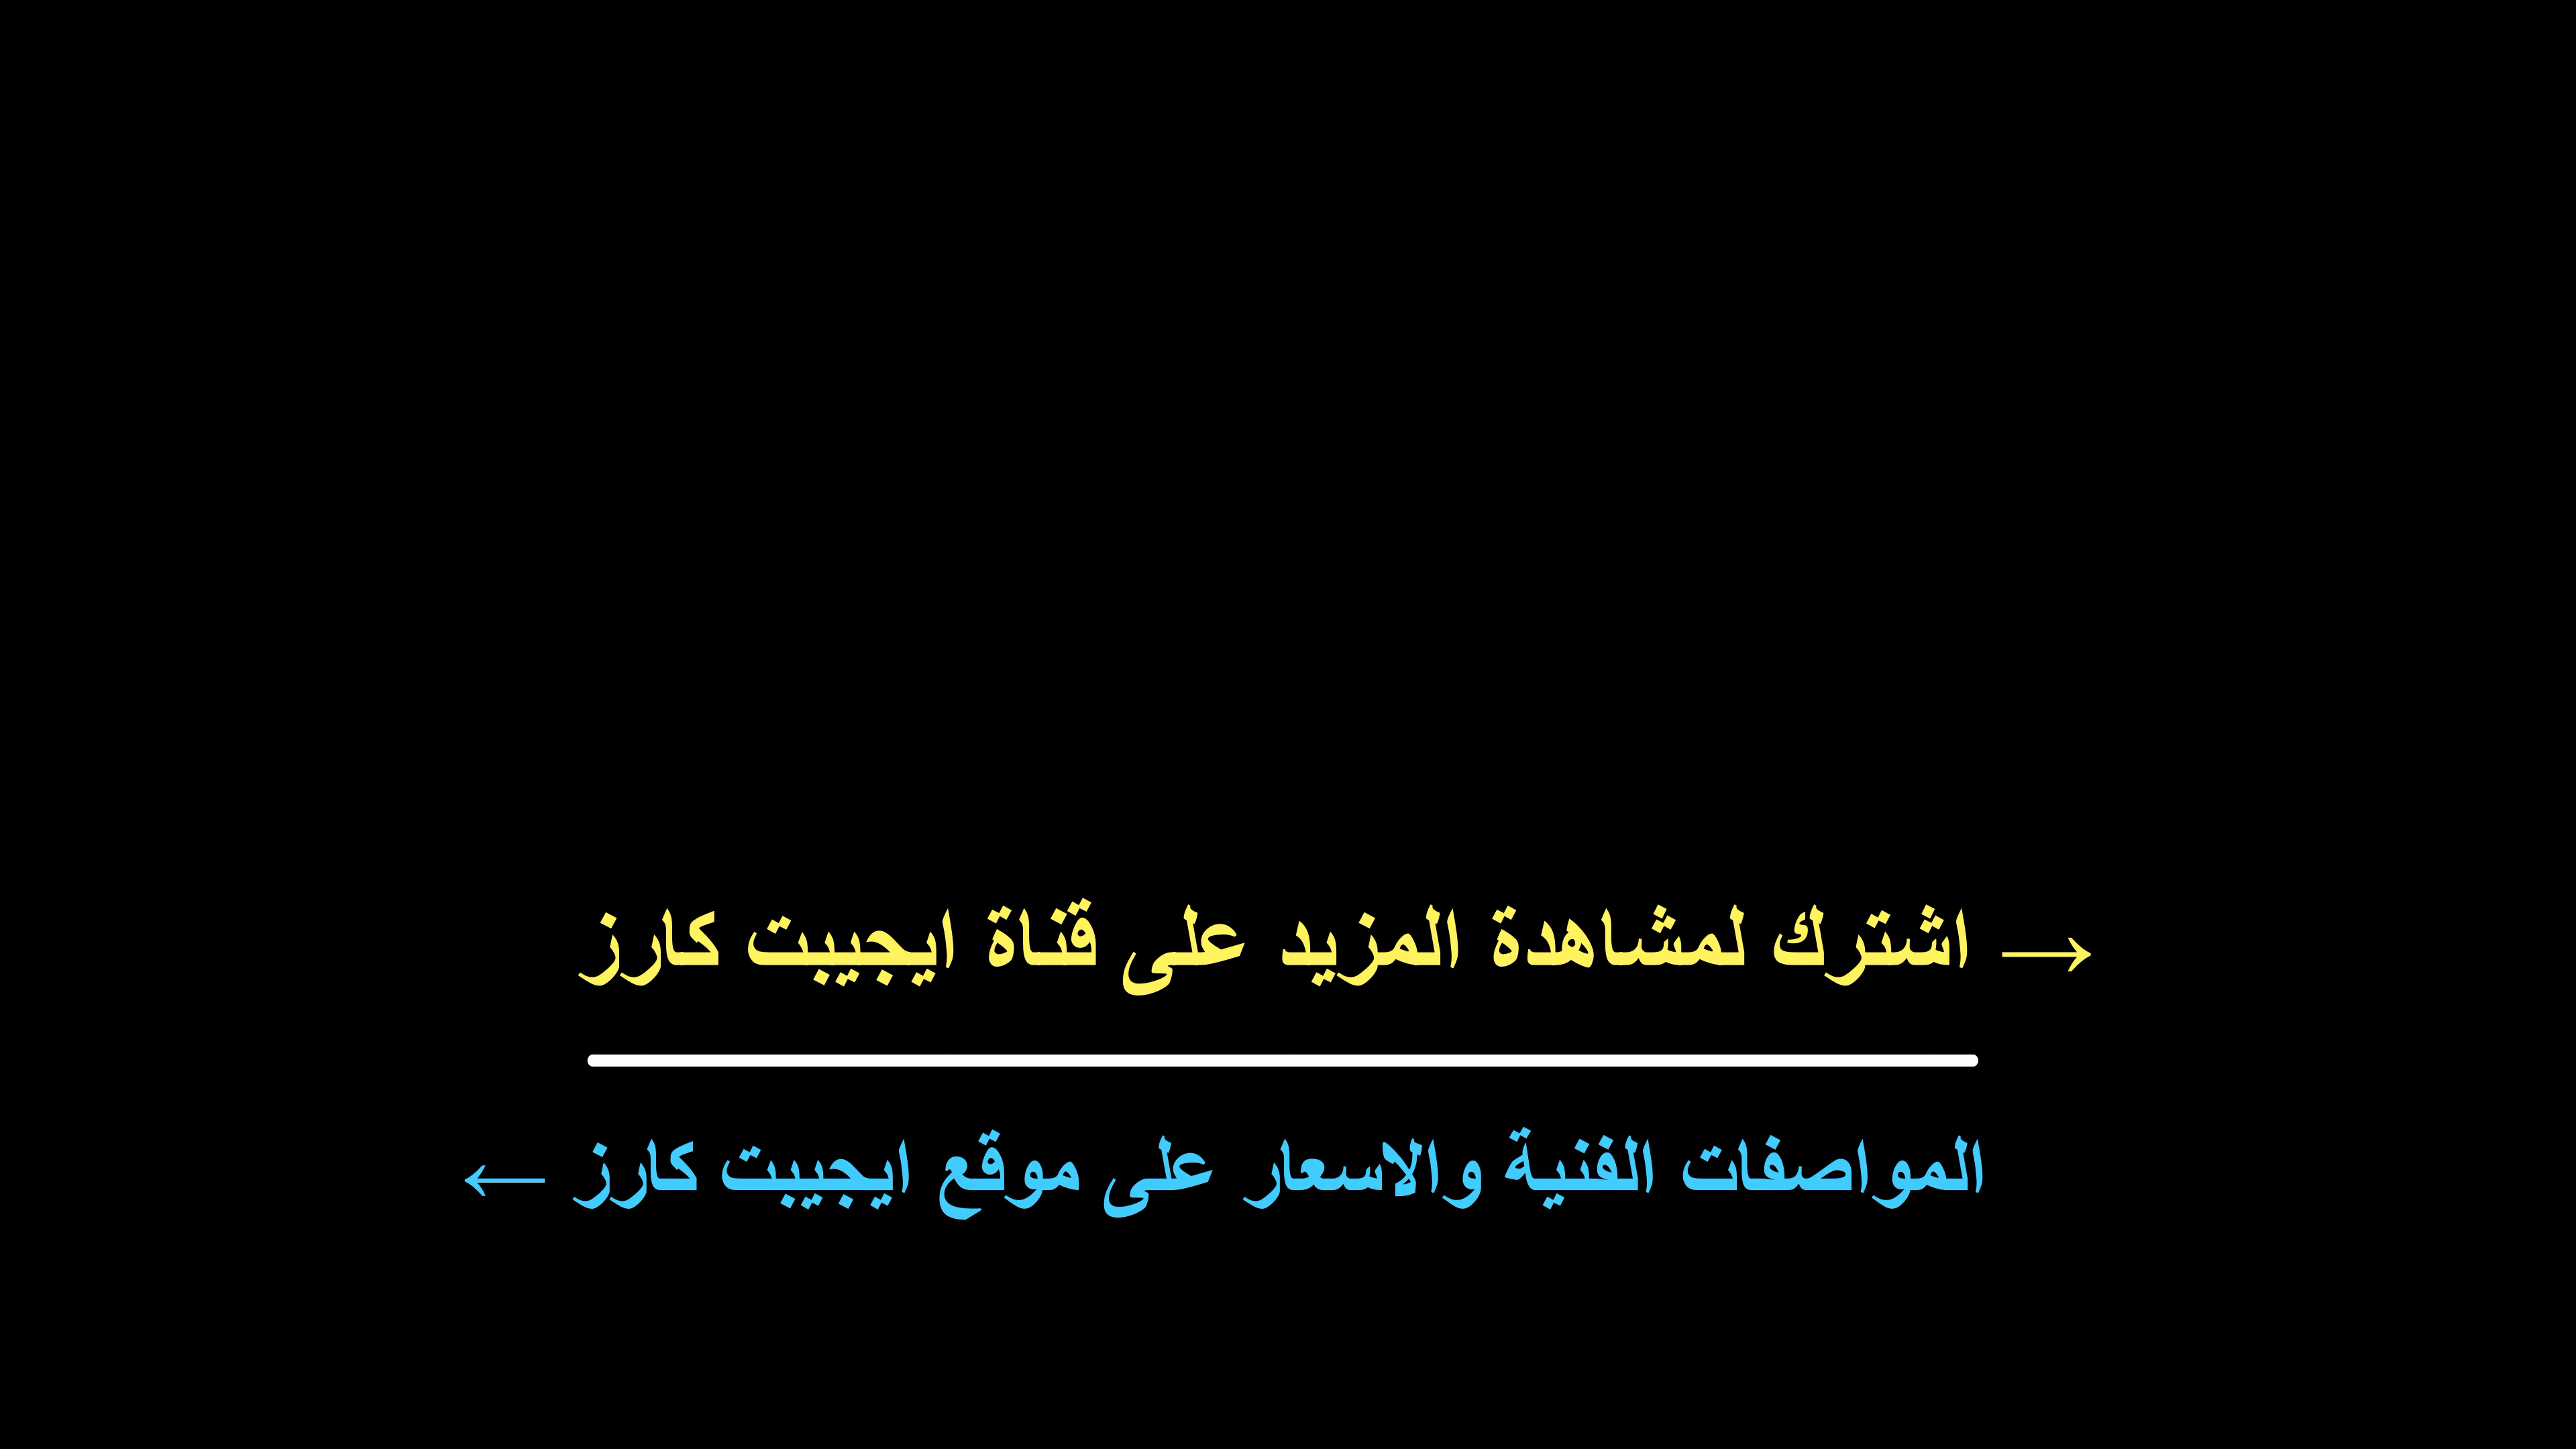 → اشترك لمشاهدة المزيد على قناة ايجيبت كارز
المواصفات الفنية والاسعار على موقع ايجيبت كارز ←